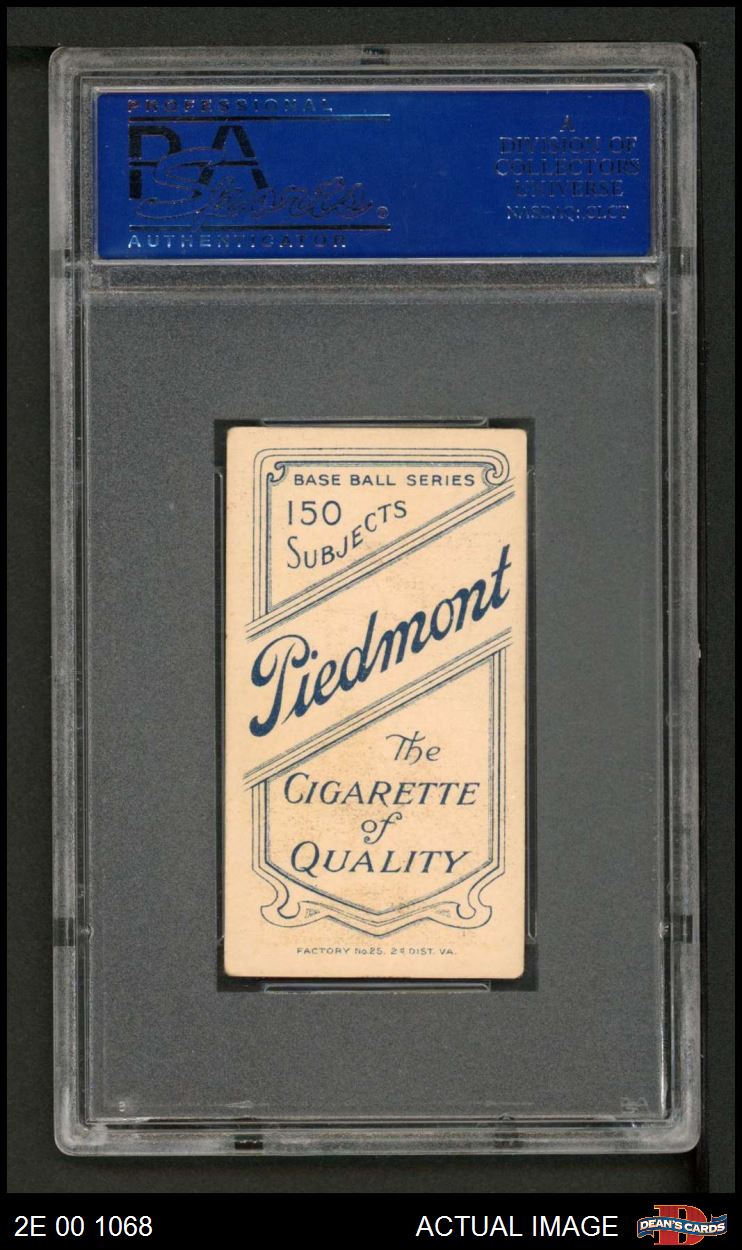 PROFESSIONAL
PSA
Sports
AUTHENTICATOR
A
DIVISION OF
COLLECTORS
UNIVERSE
NASDAQ: CLCT
BASE BALL SERIES
150
SUBJECTS
Piedmont
The
CIGARETTE
of
QUALITY
FACTORY No. 25. 2d DIST. VA.
2E 00 1068
ACTUAL IMAGE
DEAN'S CARDS